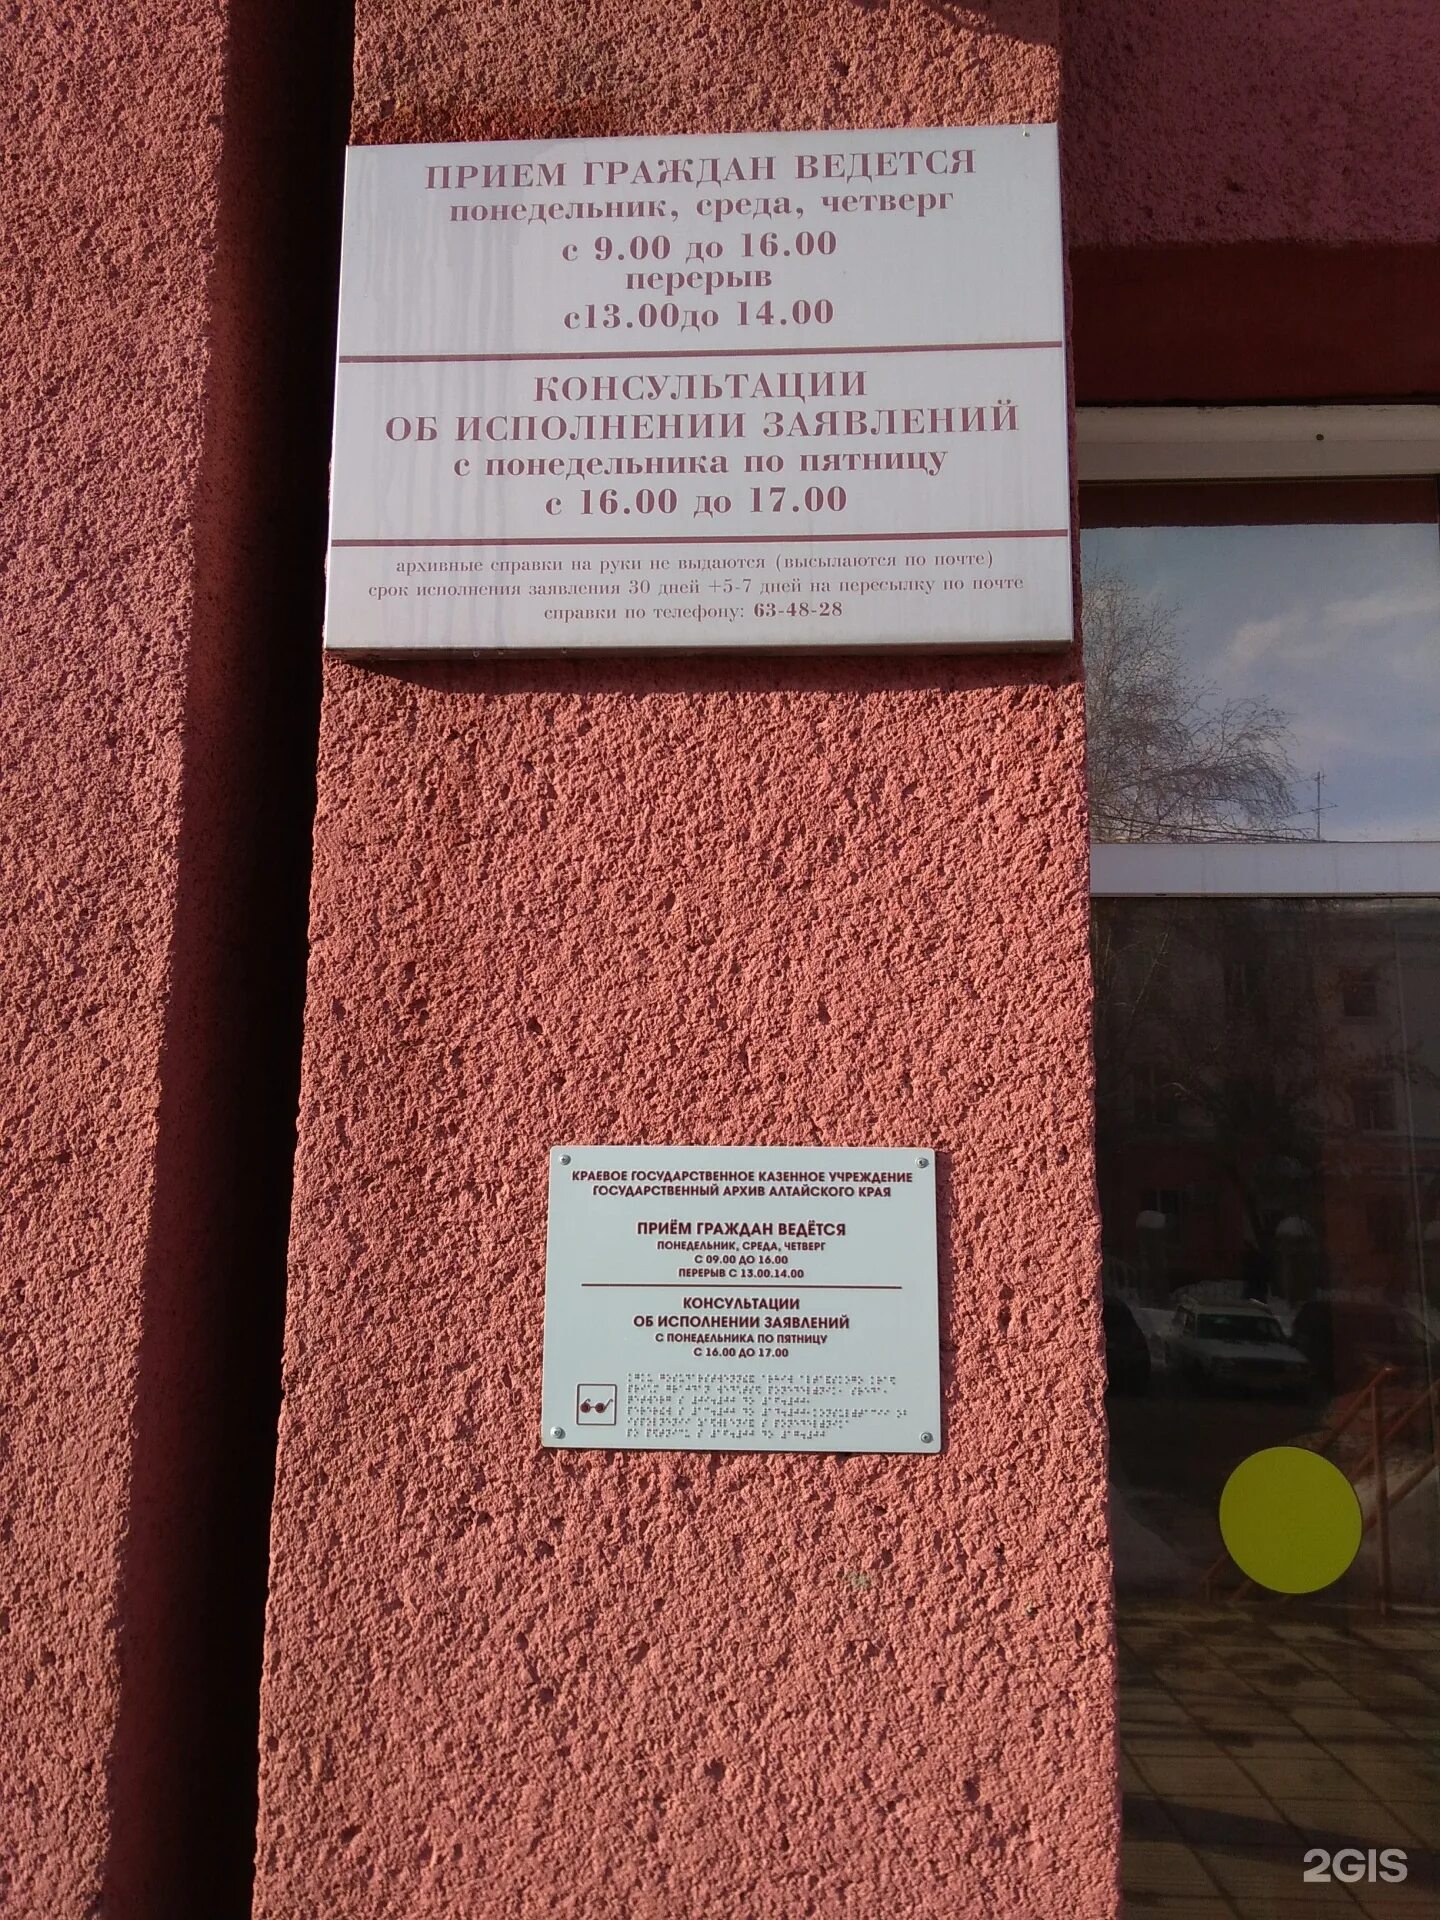 ПРИЕМ ГРАЖДАН ВЕДЕТСЯ
понедельник, среда, четверг
с 9.00 до 16.00
перерыв
с13.00до 14.00
КОНСУЛЬТАЦИИ
ОБ ИСПОЛНЕНИИ ЗАЯВЛЕНИЙ
с понедельника по пятницу
с 16.00 до 17.00
архивные справки на руки не выдаются (высылаются по почте)
срок исполнения заявления 30 дней +5-7 дней на пересылку по почте
справки по телефону: 63-48-28
КРАЕВОЕ ГОСУДАРСТВЕННОЕ КАЗЕННОЕ УЧРЕЖДЕНИЕ
ГОСУДАРСТВЕННЫЙ АРХИВ АЛТАЙСКОГО КРАЯ
ПРИЁМ ГРАЖДАН ВЕДЁТСЯ
ПОНЕДЕЛЬНИК, СРЕДА, ЧЕТВЕРГ
С 09.00 ДО 16.00
ПЕРЕРЫВ С 13.00.14.00
КОНСУЛЬТАЦИИ
ОБ ИСПОЛНЕНИИ ЗАЯВЛЕНИЙ
С ПОНЕДЕЛЬНИКА ПО ПЯТНИЦУ
С 16.00 ДО 17.00
2GIS